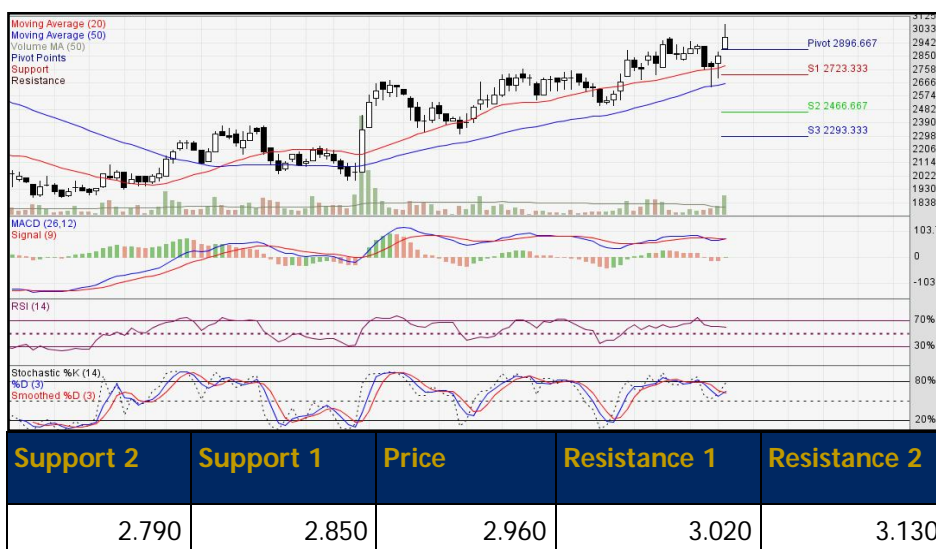 Moving Average (20)
Moving Average (50)
Volume MA (50)
Pivot Points
Support
Resistance
3125
3033
2942
2850
2758
2666
2574
2482
2390
2298
2206
2114
2022
1930
1838
Pivot 2896.667
S1 2723.333
S2 2466.667
S3 2293.333
MACD (26,12)
Signal (9)
103.
0
-103
RSI (14)
70%
30%
Stochastic %K (14)
%D (3)
Smoothed %D (3)
80%
20%
Support 2 Support 1 Price Resistance 1 Resistance 2
2.790 2.850 2.960 3.020 3.130